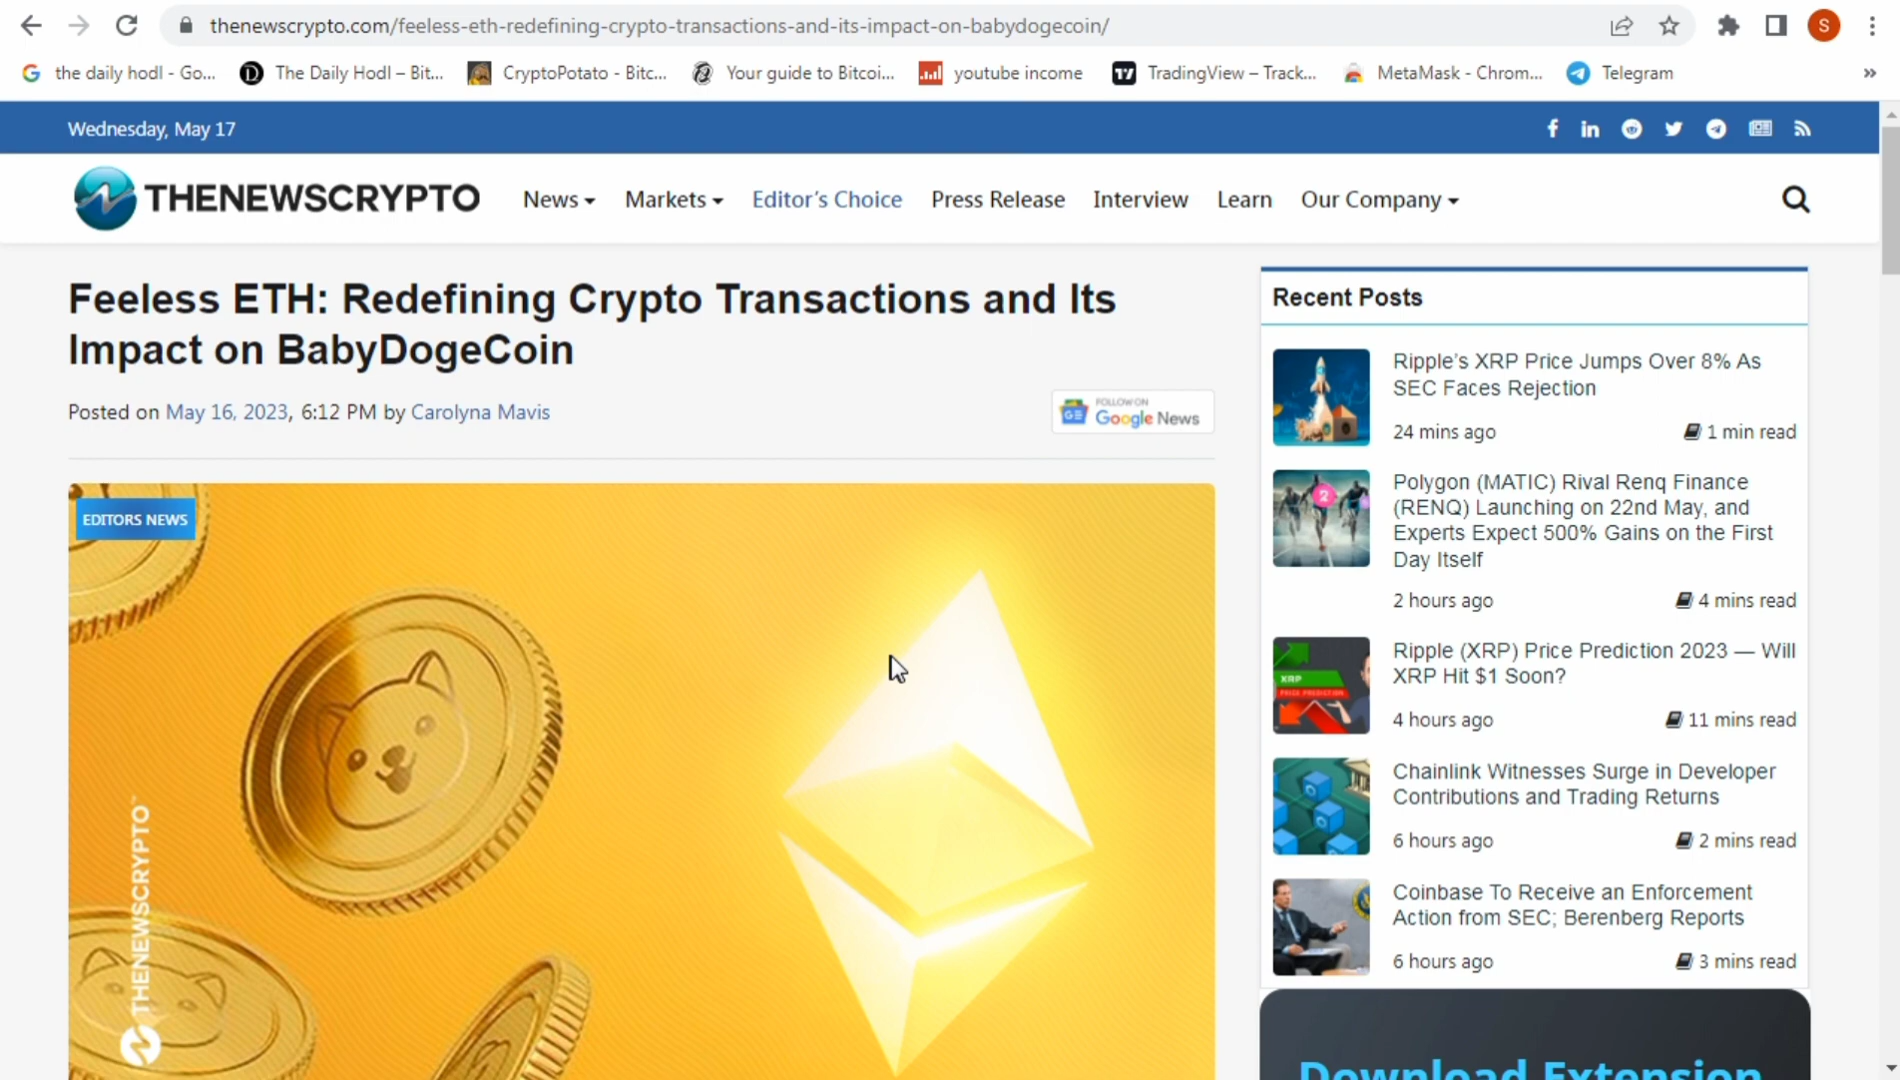 thenewscrypto.com/feeless-eth-redefining-crypto-transactions-and-its-impact-on-babydogecoin/
S
the daily hodl - Go...
The Daily Hodl – Bit...
CryptoPotato - Bitc...
Your guide to Bitcoi...
youtube income
TradingView – Track...
MetaMask - Chrom...
Telegram
»
Wednesday, May 17
THENEWSCRYPTO
News
Markets
Editor's Choice
Press Release
Interview
Learn
Our Company
Feeless ETH: Redefining Crypto Transactions and Its
Impact on BabyDogeCoin
Posted on May 16, 2023, 6:12 PM by Carolyna Mavis
FOLLOW ON
Google News
EDITORS NEWS
THENEWSCRYPTO
Recent Posts
Ripple's XRP Price Jumps Over 8% As
SEC Faces Rejection
24 mins ago
1 min read
Polygon (MATIC) Rival Renq Finance
(RENQ) Launching on 22nd May, and
Experts Expect 500% Gains on the First
Day Itself
2 hours ago
4 mins read
XRP
PRICE PREDICTION
Ripple (XRP) Price Prediction 2023 — Will
XRP Hit $1 Soon?
4 hours ago
11 mins read
Chainlink Witnesses Surge in Developer
Contributions and Trading Returns
6 hours ago
2 mins read
Coinbase To Receive an Enforcement
Action from SEC; Berenberg Reports
6 hours ago
3 mins read
Download Extension